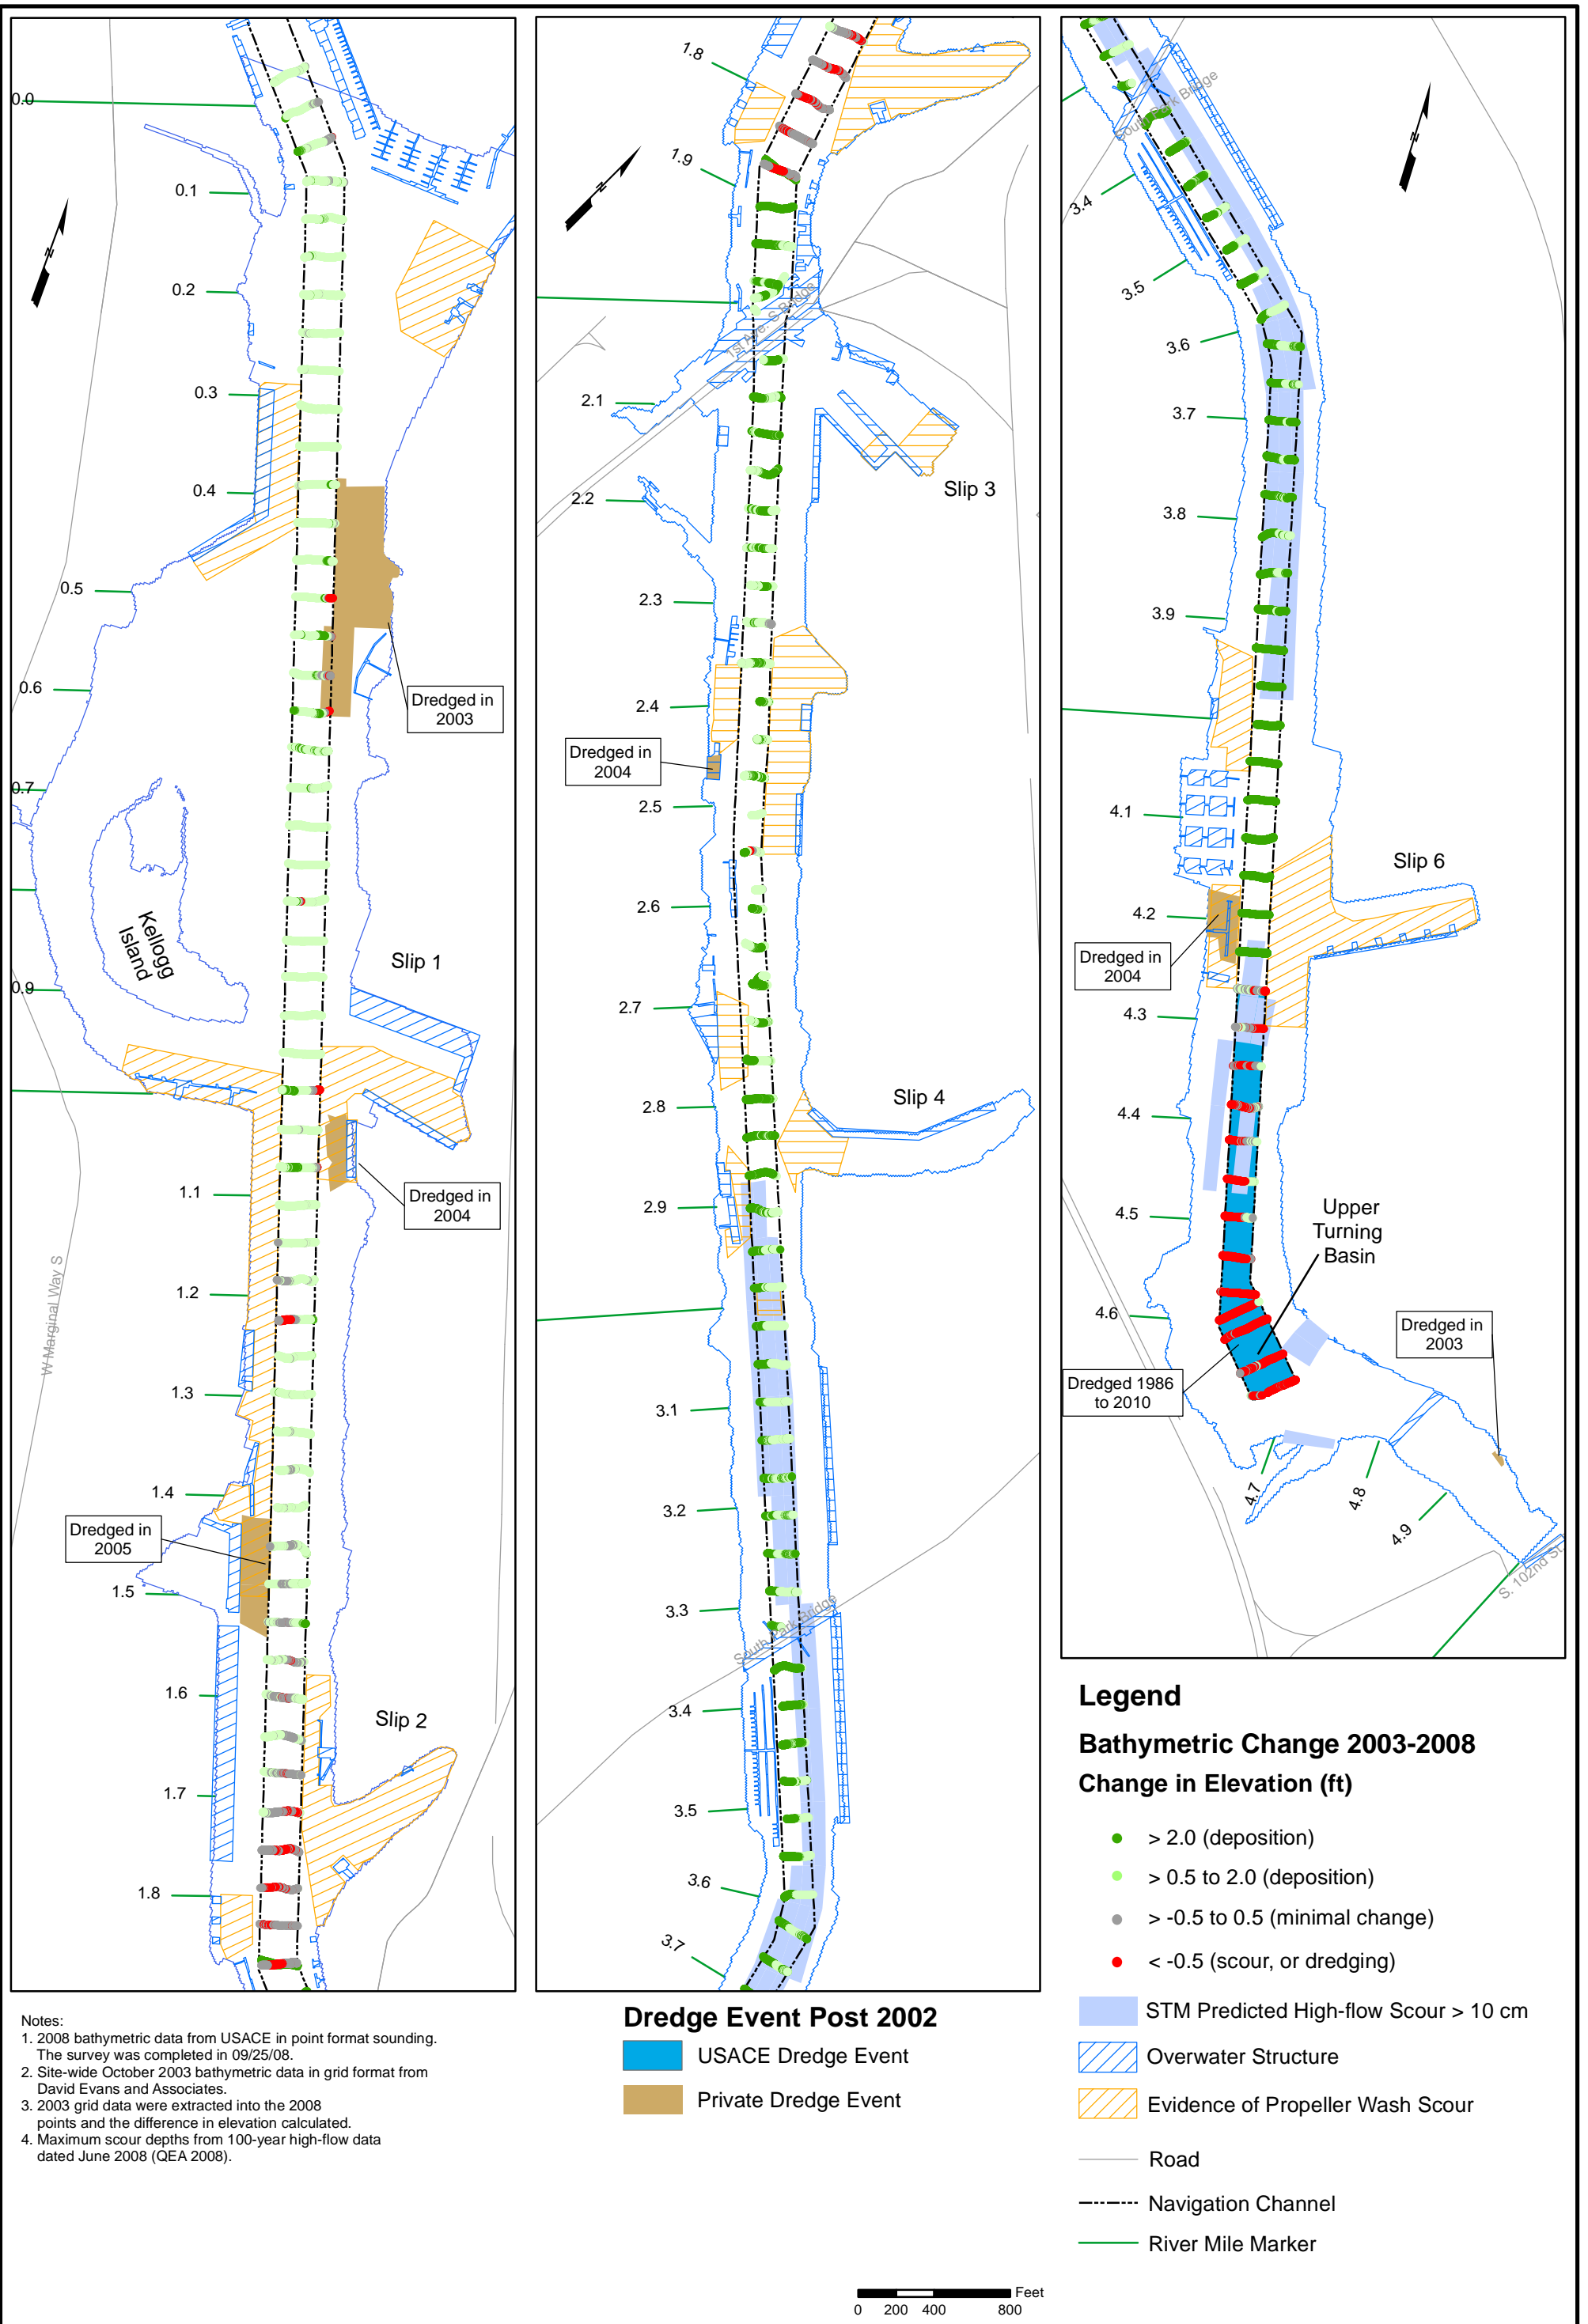 0.0
0.1
0.2
0.3
0.4
0.5
0.6
0.7
0.9
1.1
1.2
1.3
1.4
1.5
1.6
1.7
1.8
N
Dredged in
2003
Kellogg
Island
Slip 1
Dredged in
2004
W Marginal Way S
Dredged in
2005
Slip 2
1.8
1.9
2.1
2.2
2.3
2.4
2.5
2.6
2.7
2.8
2.9
3.1
3.2
3.3
3.4
3.5
3.6
3.7
N
1st Ave. S Bridge
Slip 3
Dredged in
2004
Slip 4
South Park Bridge
South Park Bridge
N
3.4
3.5
3.6
3.7
3.8
3.9
4.1
4.2
4.3
4.4
4.5
4.6
4.7
4.8
4.9
Slip 6
Dredged in
2004
Upper
Turning
Basin
Dredged in
2003
Dredged 1986
to 2010
S. 102nd St
Notes:
1. 2008 bathymetric data from USACE in point format sounding.
The survey was completed in 09/25/08.
2. Site-wide October 2003 bathymetric data in grid format from
David Evans and Associates.
3. 2003 grid data were extracted into the 2008
points and the difference in elevation calculated.
4. Maximum scour depths from 100-year high-flow data
dated June 2008 (QEA 2008).
Dredge Event Post 2002
USACE Dredge Event
Private Dredge Event
Legend
Bathymetric Change 2003-2008
Change in Elevation (ft)
> 2.0 (deposition)
> 0.5 to 2.0 (deposition)
> -0.5 to 0.5 (minimal change)
< -0.5 (scour, or dredging)
STM Predicted High-flow Scour > 10 cm
Overwater Structure
Evidence of Propeller Wash Scour
Road
Navigation Channel
River Mile Marker
Feet
0 200 400 800